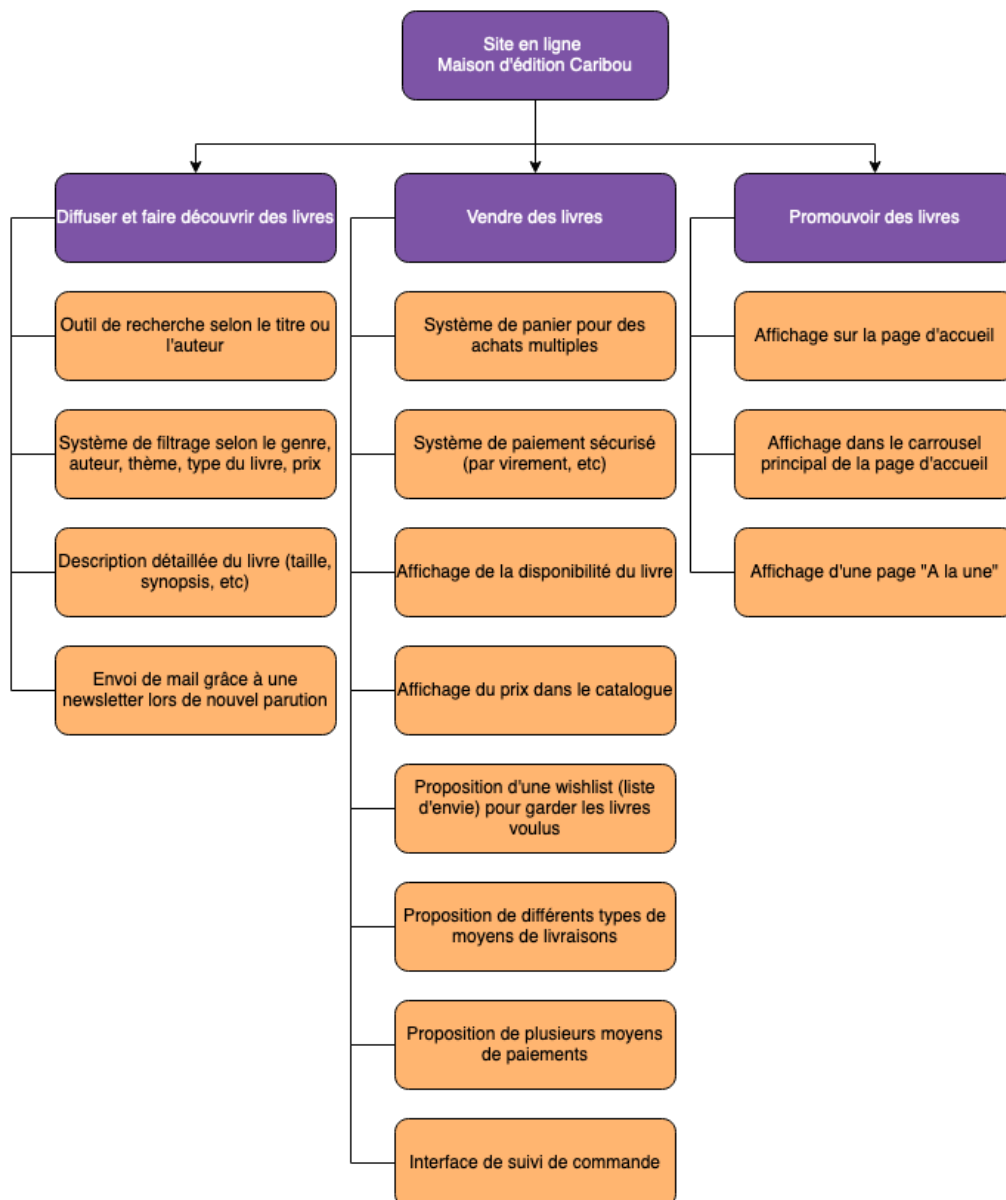 Site en ligne
Maison d'édition Caribou
Diffuser et faire découvrir des livres
Outil de recherche selon le titre ou
l'auteur
Système de filtrage selon le genre,
auteur, thème, type du livre, prix
Description détaillée du livre (taille,
synopsis, etc)
Envoi de mail grâce à une
newsletter lors de nouvel parution
Vendre des livres
Système de panier pour des
achats multiples
Système de paiement sécurisé
(par virement, etc)
Affichage de la disponibilité du livre
Affichage du prix dans le catalogue
Proposition d'une wishlist (liste
d'envie) pour garder les livres
voulus
Proposition de différents types de
moyens de livraisons
Proposition de plusieurs moyens
de paiements
Interface de suivi de commande
Promouvoir des livres
Affichage sur la page d'accueil
Affichage dans le carrousel
principal de la page d'accueil
Affichage d'une page "A la une"